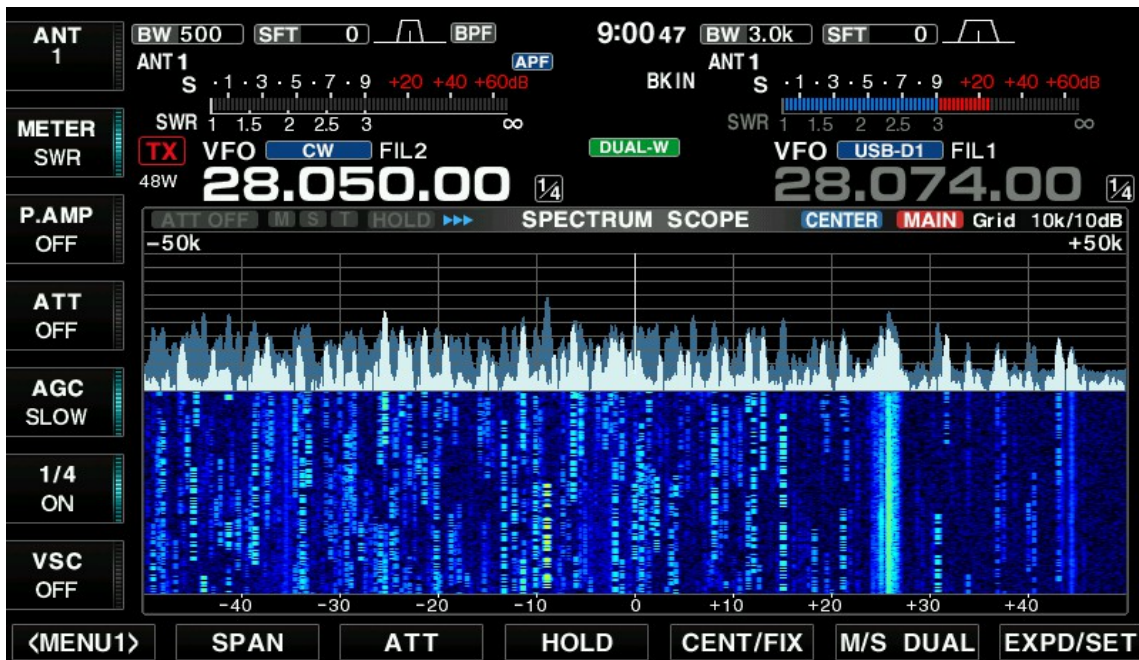 ANT
1
BW 500 SFT 0 BPF 9:00 47 BW 3.0k SFT 0
ANT 1 APF BK IN ANT 1
S ·1·3·5·7·9 +20 +40 +60dB S ·1·3·5·7·9 +20 +40 +60dB
SWR 1 1.5 2 2.5 3 ∞ SWR 1 1.5 2 2.5 3 ∞
METER
SWR
TX VFO CW FIL2 DUAL-W VFO USB-D1 FIL1
48W 28.050.00 1/4 28.074.00 1/4
P.AMP
OFF
ATT OFF M S T HOLD SPECTRUM SCOPE CENTER MAIN Grid 10k/10dB
−50k +50k
ATT
OFF
AGC
SLOW
1/4
ON
VSC
OFF
−40 −30 −20 −10 0 +10 +20 +30 +40
<MENU1> SPAN ATT HOLD CENT/FIX M/S DUAL EXPD/SET